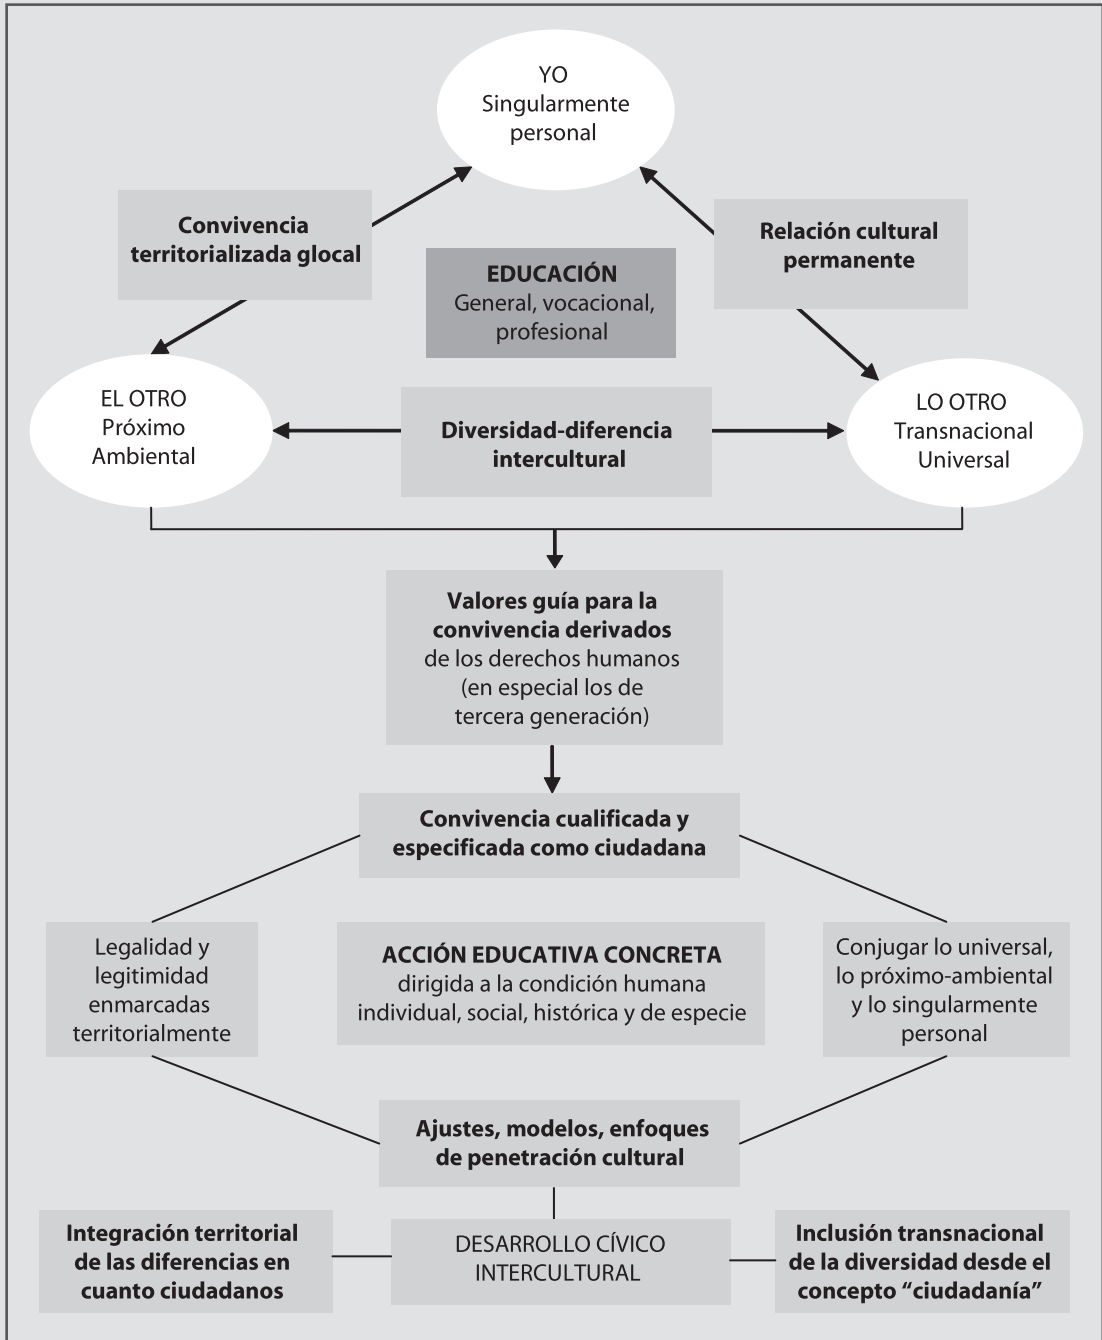 YO
Singularmente
personal
Convivencia
territorializada glocal
Relación cultural
permanente
EDUCACIÓN
General, vocacional,
profesional
EL OTRO
Próximo
Ambiental
Diversidad-diferencia
intercultural
LO OTRO
Transnacional
Universal
Valores guía para la
convivencia derivados
de los derechos humanos
(en especial los de
tercera generación)
Convivencia cualificada y
especificada como ciudadana
Legalidad y
legitimidad
enmarcadas
territorialmente
ACCIÓN EDUCATIVA CONCRETA
dirigida a la condición humana
individual, social, histórica y de especie
Conjugar lo universal,
lo próximo-ambiental
y lo singularmente
personal
Ajustes, modelos, enfoques
de penetración cultural
Integración territorial
de las diferencias en
cuanto ciudadanos
DESARROLLO CÍVICO
INTERCULTURAL
Inclusión transnacional
de la diversidad desde el
concepto “ciudadanía”